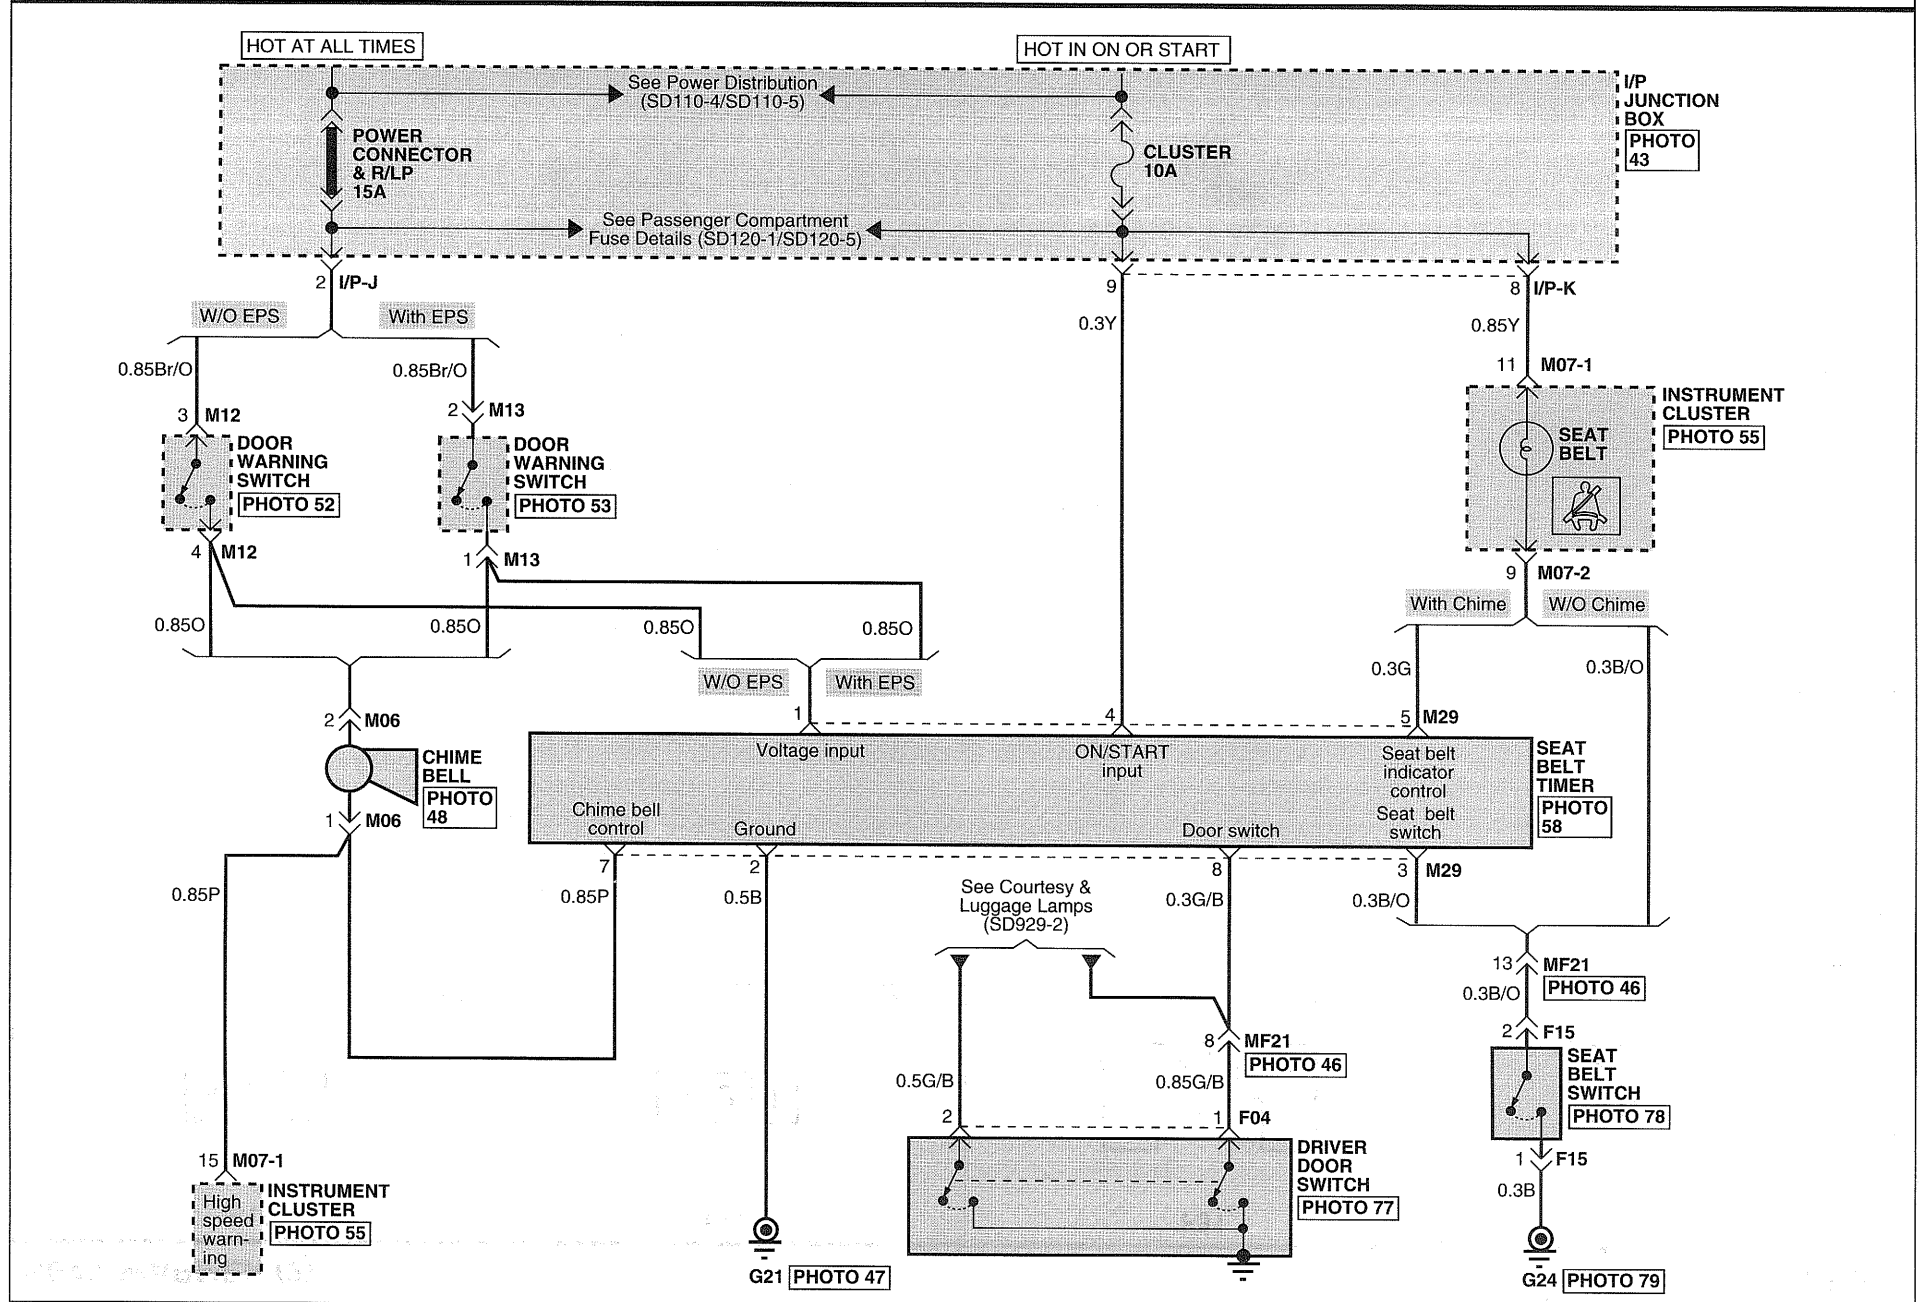 HOT AT ALL TIMES
HOT IN ON OR START
See Power Distribution
(SD110-4/SD110-5)
I/P
JUNCTION
BOX
PHOTO
43
POWER
CONNECTOR
& R/LP
15A
CLUSTER
10A
See Passenger Compartment
Fuse Details (SD120-1/SD120-5)
2 I/P-J
9
8 I/P-K
W/O EPS
With EPS
0.3Y
0.85Y
0.85Br/O
0.85Br/O
11 M07-1
3 M12
2 M13
INSTRUMENT
CLUSTER
PHOTO 55
SEAT
BELT
DOOR
WARNING
SWITCH
PHOTO 52
DOOR
WARNING
SWITCH
PHOTO 53
4 M12
1 M13
9 M07-2
With Chime
W/O Chime
0.85O
0.85O
0.85O
0.85O
0.3G
0.3B/O
W/O EPS
With EPS
2 M06
1
4
5 M29
CHIME
BELL
PHOTO
48
Voltage input
ON/START
input
Seat belt
indicator
control
SEAT
BELT
TIMER
PHOTO
58
1 M06
Chime bell
control
Ground
Door switch
Seat belt
switch
7
2
8
3 M29
0.85P
0.85P
0.5B
See Courtesy &
Luggage Lamps
(SD929-2)
0.3G/B
0.3B/O
13 MF21
PHOTO 46
0.3B/O
8 MF21
PHOTO 46
2 F15
SEAT
BELT
SWITCH
PHOTO 78
0.5G/B
0.85G/B
2
1 F04
DRIVER
DOOR
SWITCH
PHOTO 77
1 F15
0.3B
15 M07-1
INSTRUMENT
CLUSTER
PHOTO 55
High
speed
warn-
ing
G21 PHOTO 47
G24 PHOTO 79